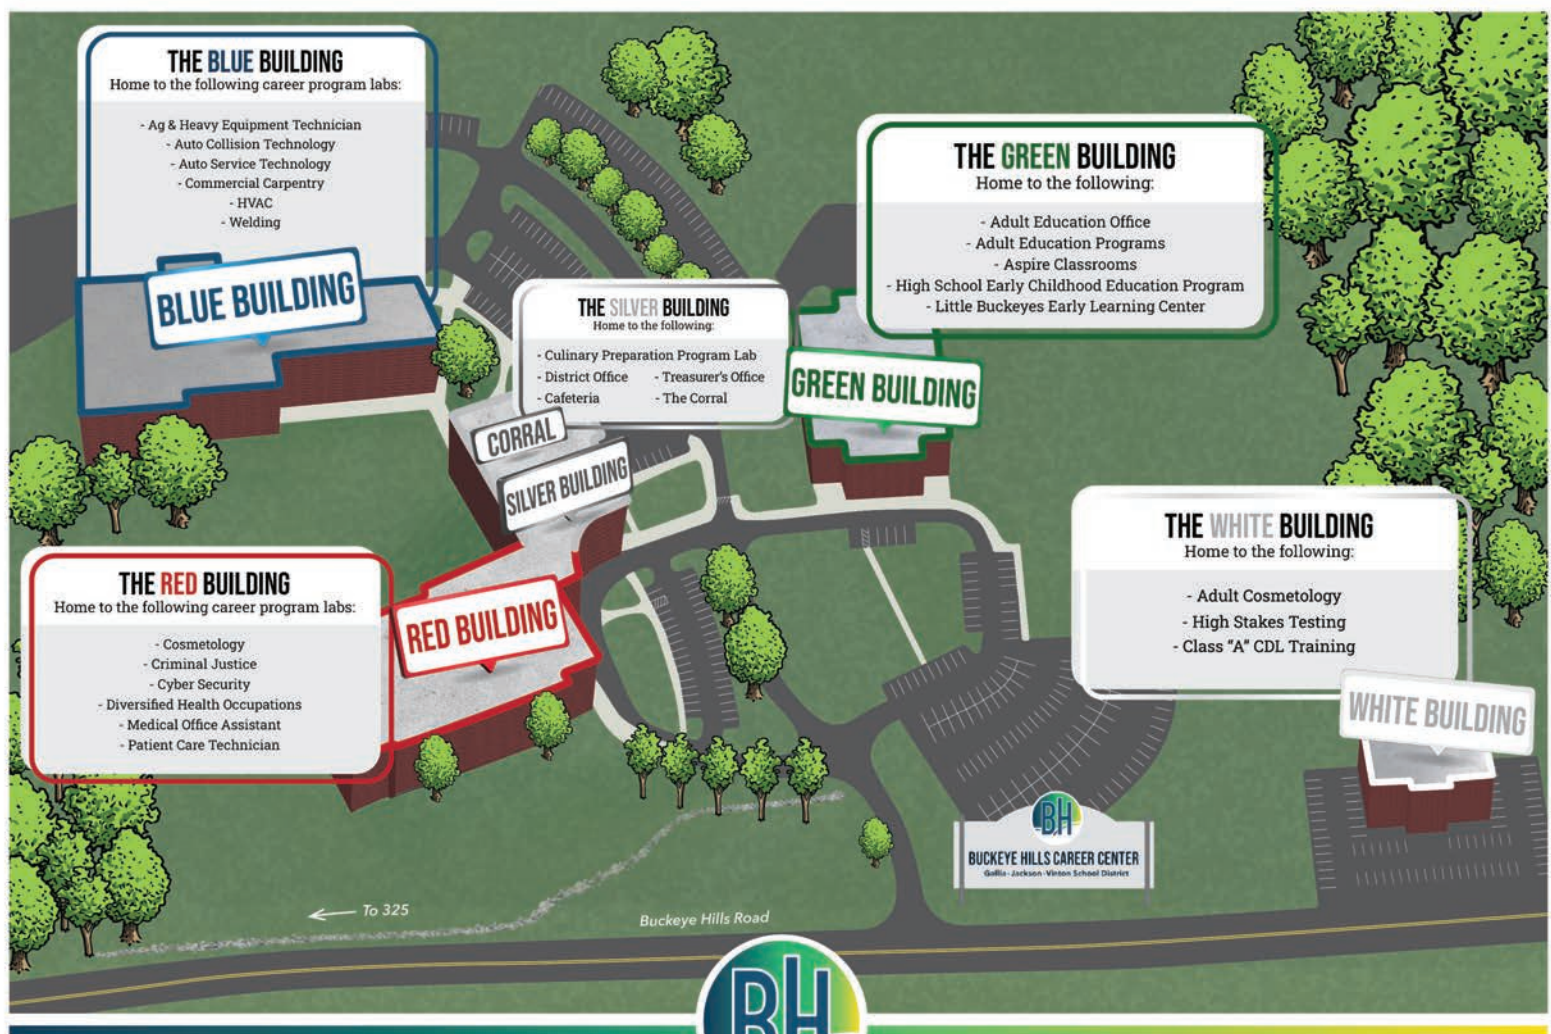 THE BLUE BUILDING
Home to the following career program labs:
- Ag & Heavy Equipment Technician
- Auto Collision Technology
- Auto Service Technology
- Commercial Carpentry
- HVAC
- Welding
BLUE BUILDING
THE GREEN BUILDING
Home to the following:
- Adult Education Office
- Adult Education Programs
- Aspire Classrooms
- High School Early Childhood Education Program
- Little Buckeyes Early Learning Center
GREEN BUILDING
THE SILVER BUILDING
Home to the following:
- Culinary Preparation Program Lab
- District Office - Treasurer's Office
- Cafeteria - The Corral
CORRAL
SILVER BUILDING
THE RED BUILDING
Home to the following career program labs:
- Cosmetology
- Criminal Justice
- Cyber Security
- Diversified Health Occupations
- Medical Office Assistant
- Patient Care Technician
RED BUILDING
THE WHITE BUILDING
Home to the following:
- Adult Cosmetology
- High Stakes Testing
- Class "A" CDL Training
WHITE BUILDING
BH
BUCKEYE HILLS CAREER CENTER
Gallia - Jackson - Vinton School District
To 325
Buckeye Hills Road
BH